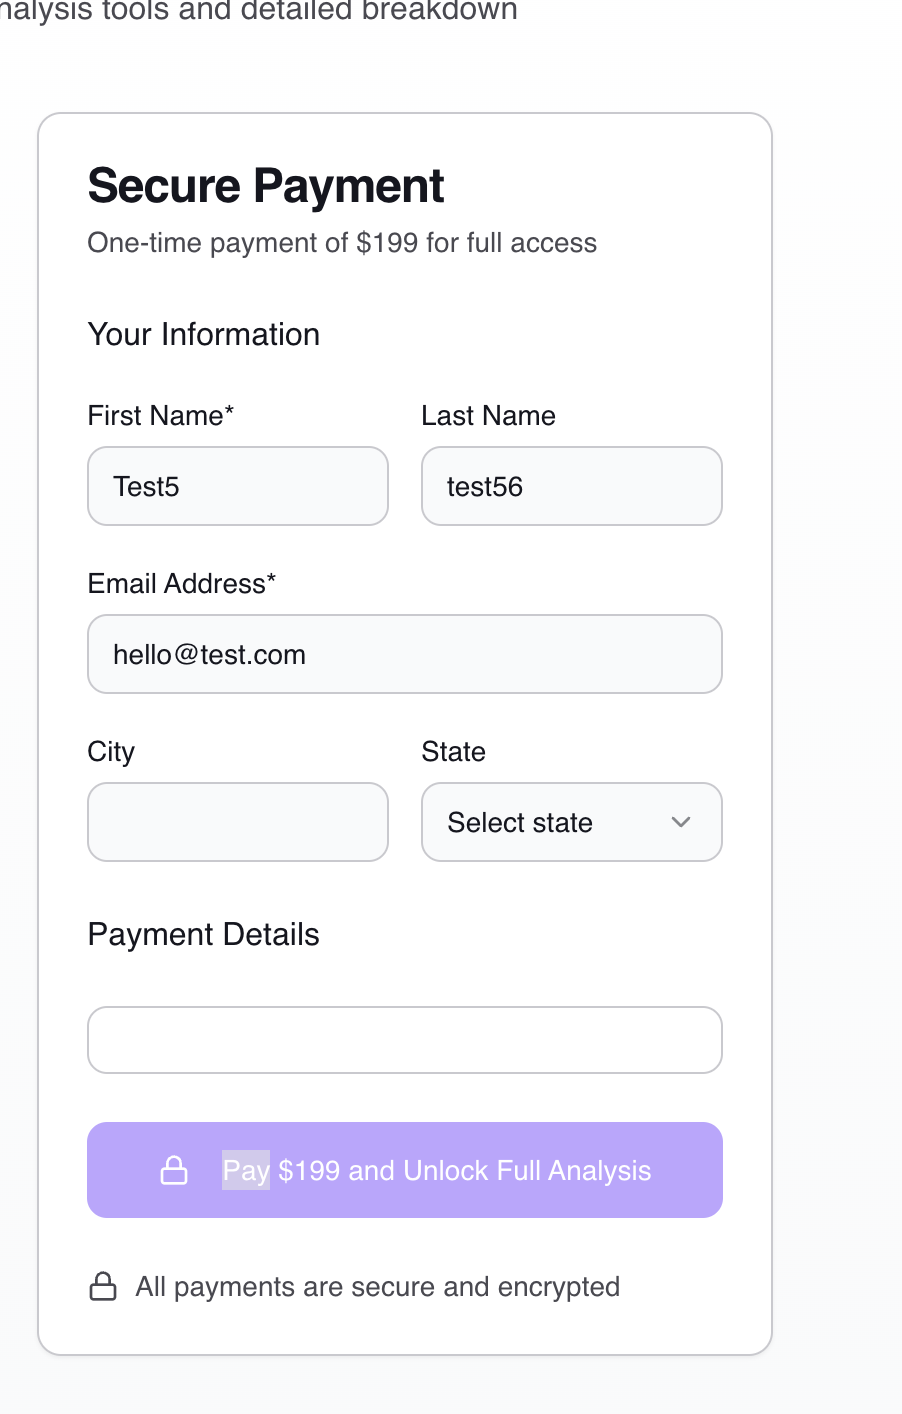 nalysis tools and detailed breakdown
Secure Payment
One-time payment of $199 for full access
Your Information
First Name*
Last Name
Test5
test56
Email Address*
hello@test.com
City
State
Select state
Payment Details
Pay $199 and Unlock Full Analysis
All payments are secure and encrypted